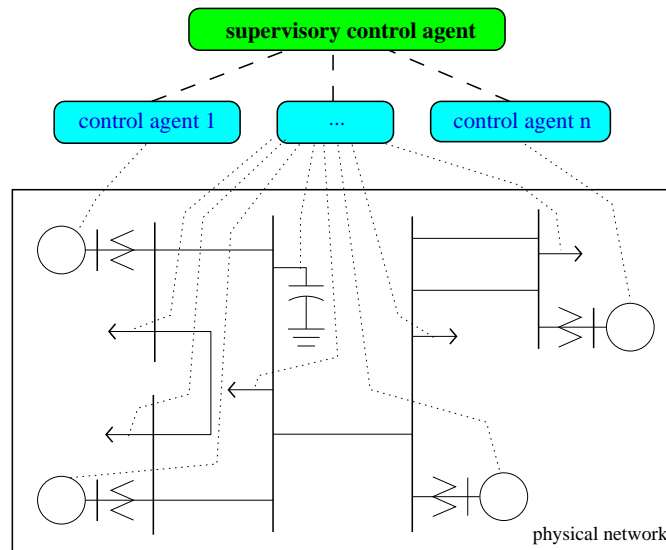 supervisory control agent
control agent 1
...
control agent n
physical network